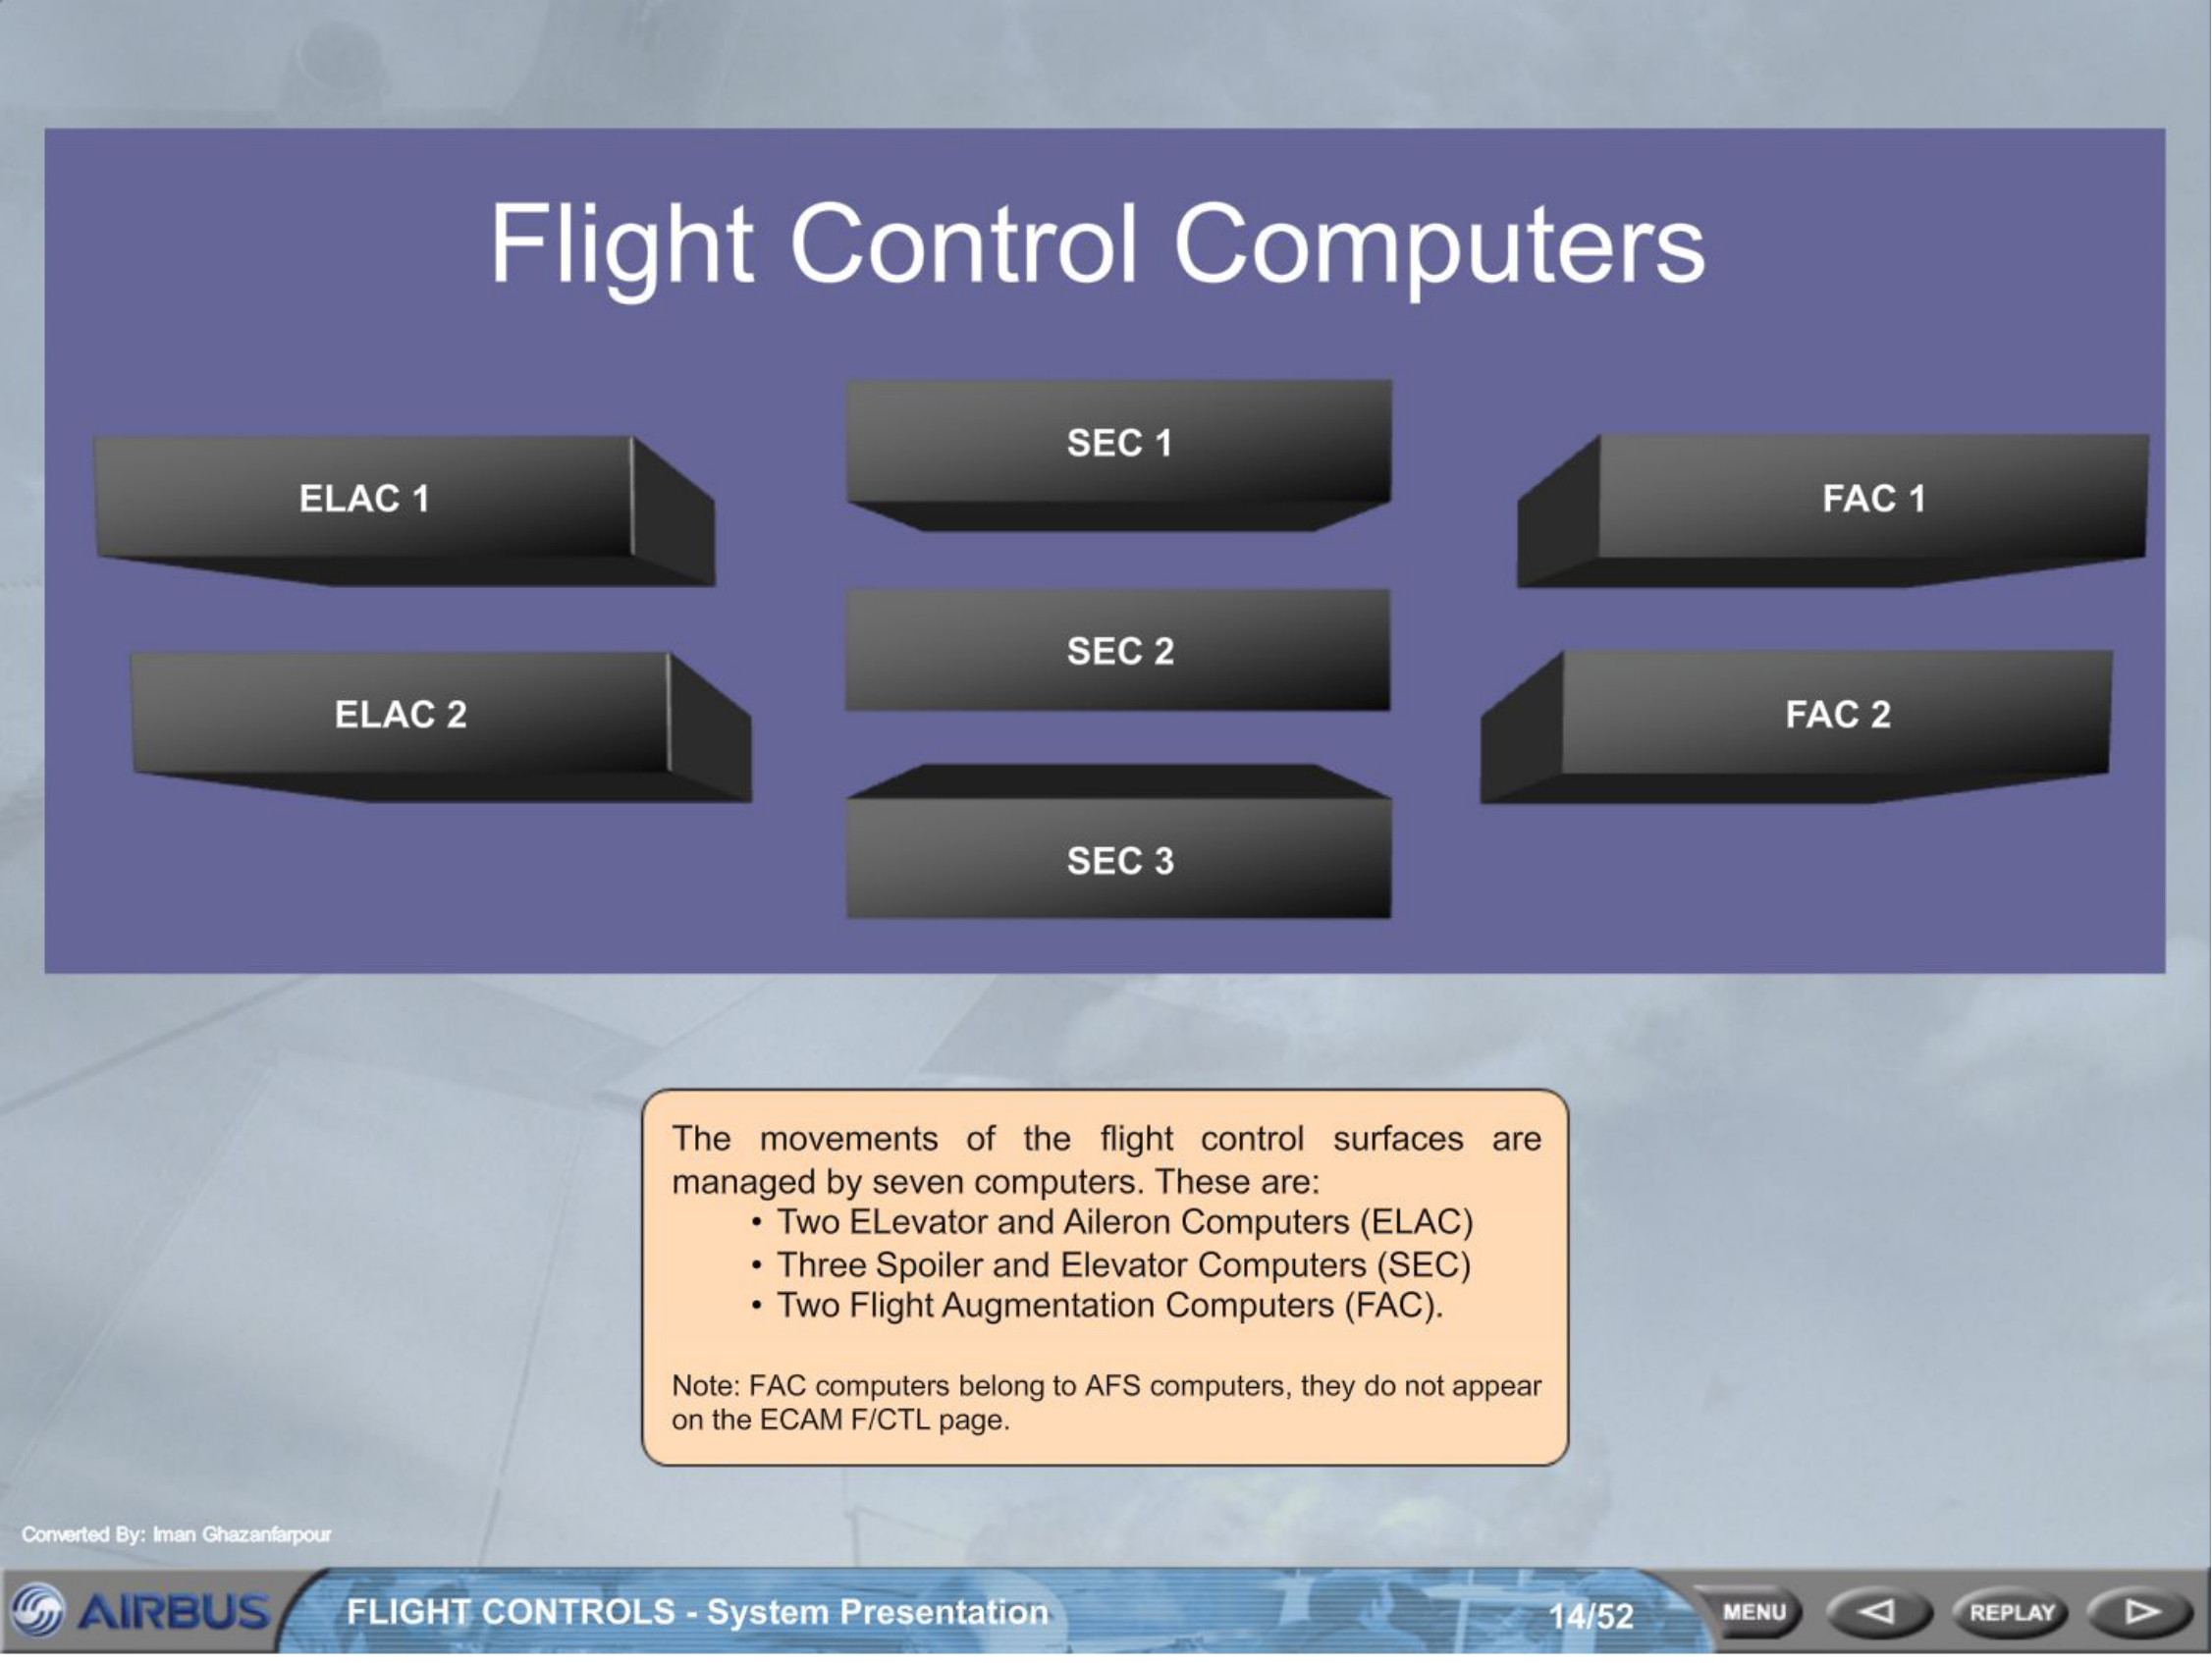 Flight Control Computers
SEC 1
ELAC 1
FAC 1
SEC 2
ELAC 2
FAC 2
SEC 3
The movements of the flight control surfaces are
managed by seven computers. These are:
• Two ELevator and Aileron Computers (ELAC)
• Three Spoiler and Elevator Computers (SEC)
• Two Flight Augmentation Computers (FAC).
Note: FAC computers belong to AFS computers, they do not appear
on the ECAM F/CTL page.
Converted By: Iman Ghazanfarpour
AIRBUS
FLIGHT CONTROLS - System Presentation
14/52
MENU
REPLAY